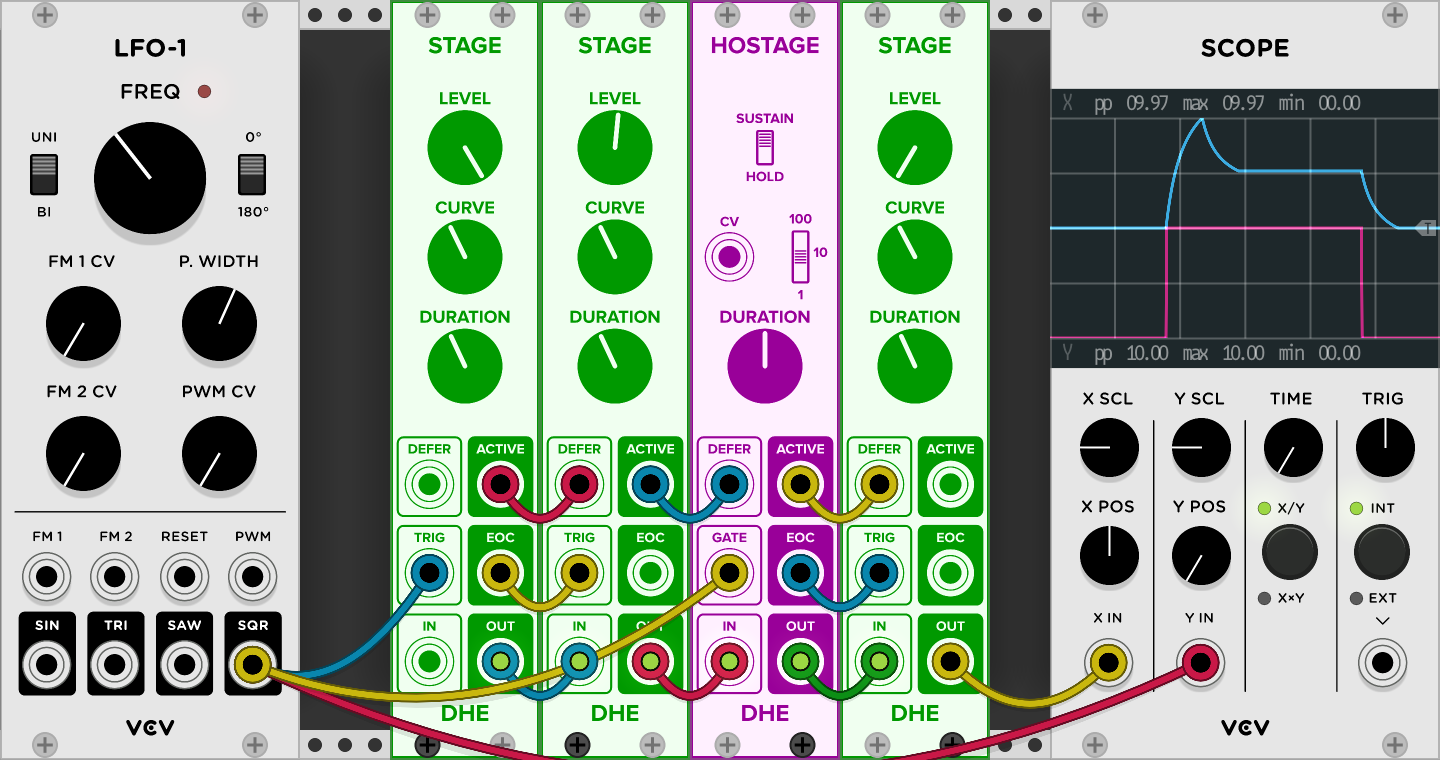 LFO-1
FREQ
UNI
0°
BI
180°
FM 1 CV
P. WIDTH
FM 2 CV
PWM CV
FM 1
FM 2
RESET
PWM
SIN
TRI
SAW
SQR
VCV
STAGE
LEVEL
CURVE
DURATION
DEFER
ACTIVE
TRIG
EOC
IN
OUT
DHE
STAGE
LEVEL
CURVE
DURATION
DEFER
ACTIVE
TRIG
EOC
IN
OUT
DHE
HOSTAGE
SUSTAIN
HOLD
CV
100
10
1
DURATION
DEFER
ACTIVE
GATE
EOC
IN
OUT
DHE
STAGE
LEVEL
CURVE
DURATION
DEFER
ACTIVE
TRIG
EOC
IN
OUT
DHE
SCOPE
X pp 09.97 max 09.97 min 00.00
T
Y pp 10.00 max 10.00 min 00.00
X SCL
Y SCL
TIME
TRIG
X POS
Y POS
X/Y
INT
X×Y
EXT
X IN
Y IN
VCV